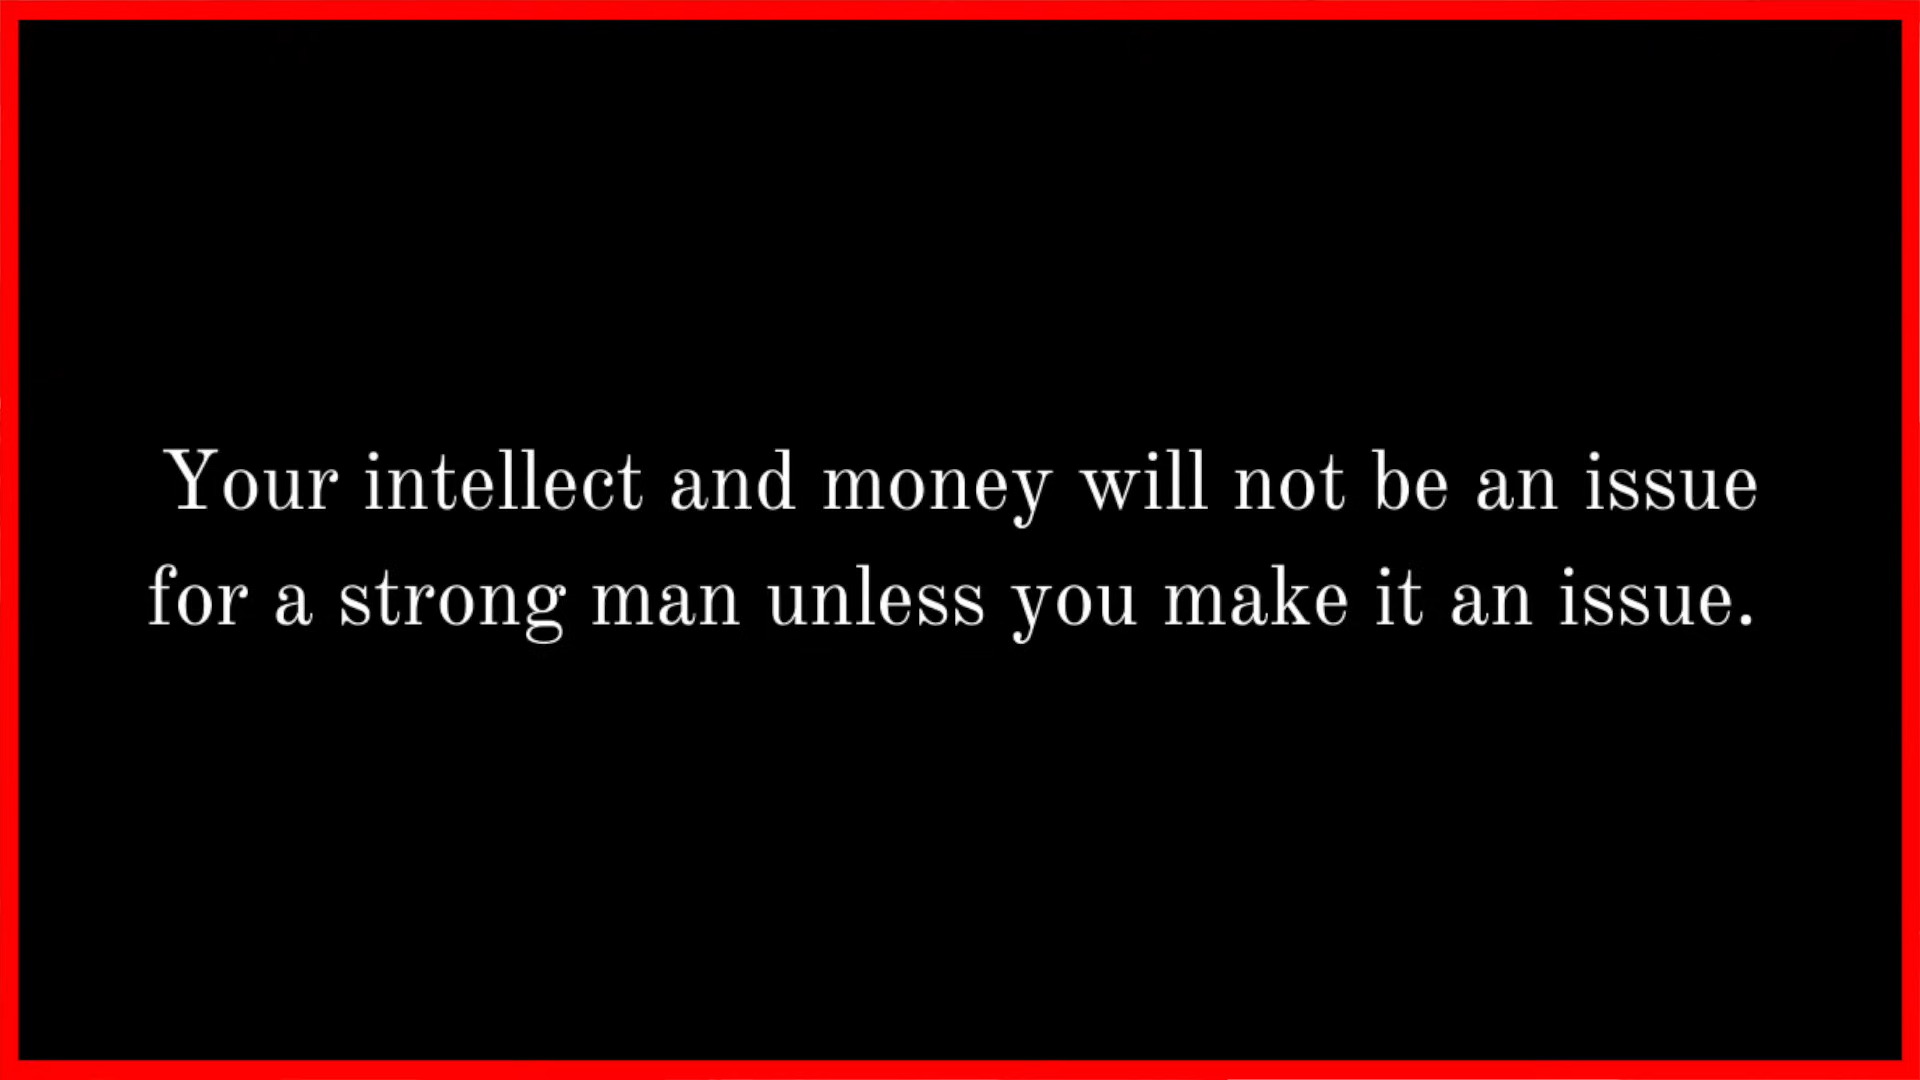 Your intellect and money will not be an issue
for a strong man unless you make it an issue.